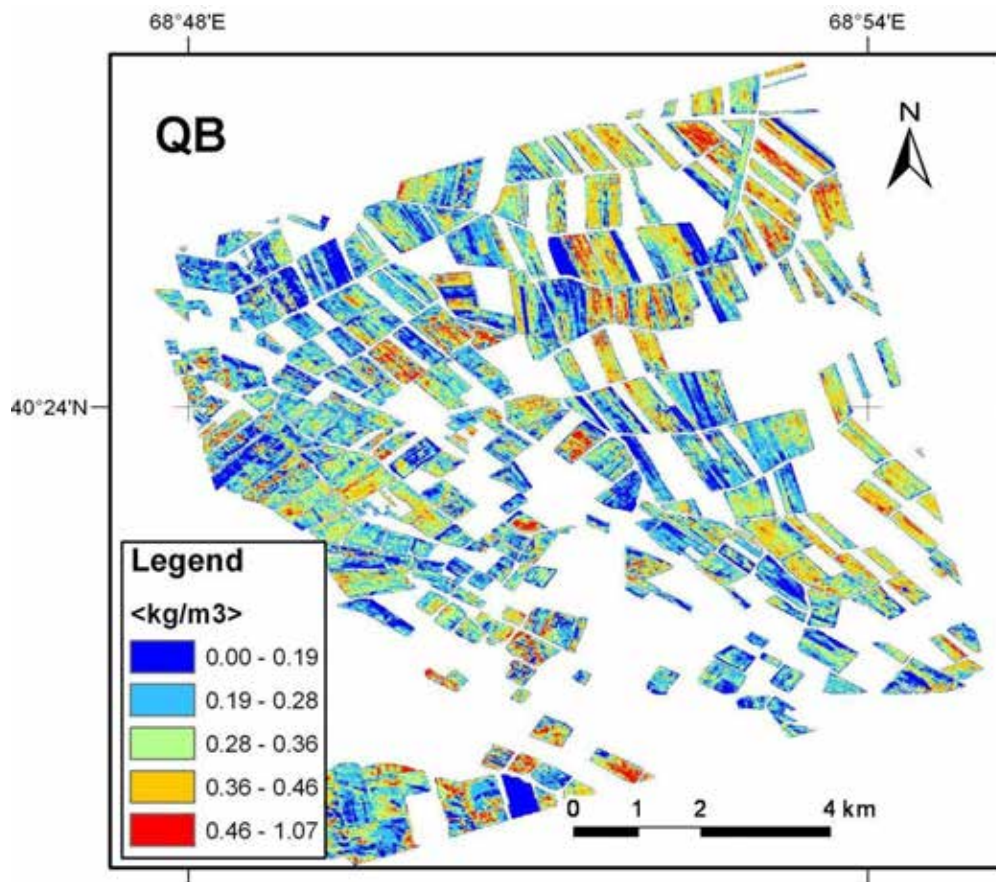 68°48'E 68°54'E
QB
N
40°24'N
Legend
<kg/m3>
0.00 - 0.19
0.19 - 0.28
0.28 - 0.36
0.36 - 0.46
0.46 - 1.07
0 1 2 4 km